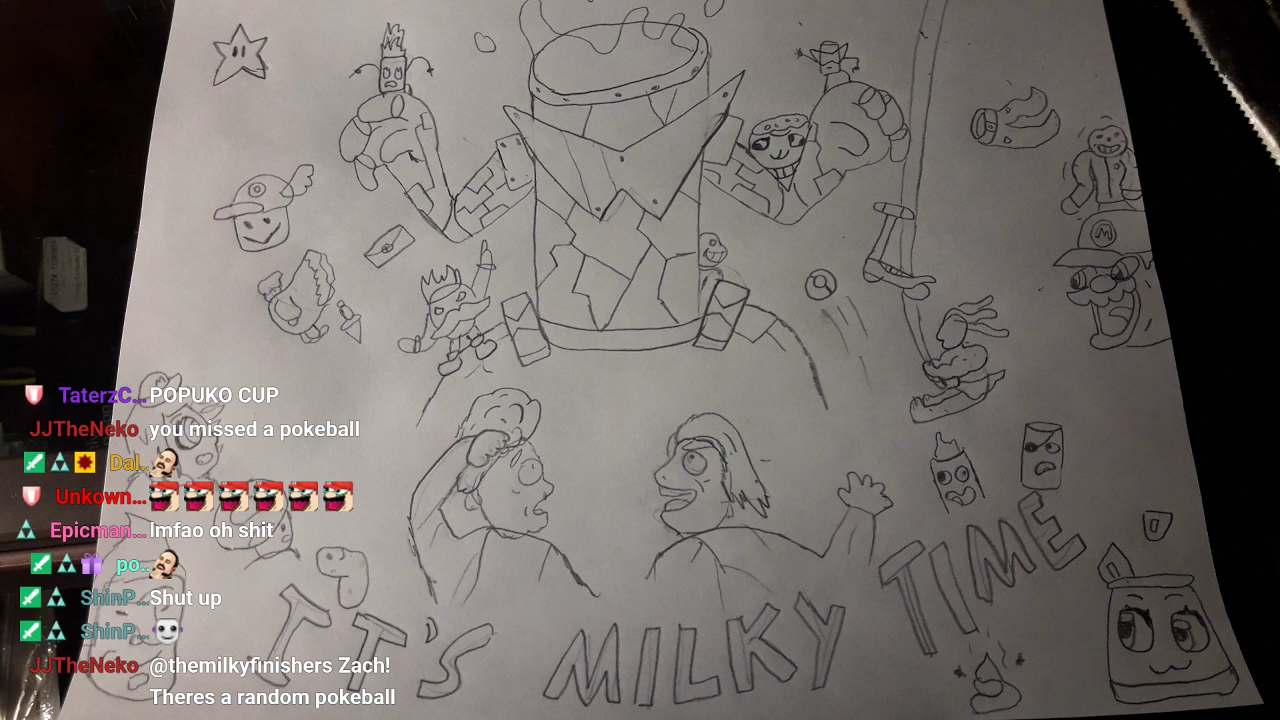 M
TaterzC... POPUKO CUP
JJTheNeko you missed a pokeball
Dal..
Unkown...
Epicman... lmfao oh shit
po..
ShinP... Shut up
ShinP...
JJTheNeko @themilkyfinishers Zach!
Theres a random pokeball
IT'S MILKY TIME